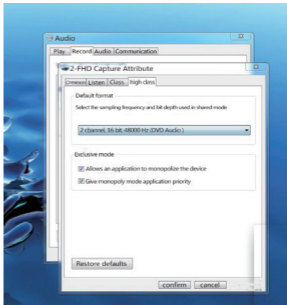 Audio
Play Record Audio Communication
2-FHD Capture Attribute
Common Listen Class high class
Default format
Select the sampling frequency and bit depth used in shared mode
2 channel, 16 bit, 48000 Hz (DVD Audio)
Exclusive mode
Allows an application to monopolize the device
Give monopoly mode application priority
Restore defaults
confirm cancel